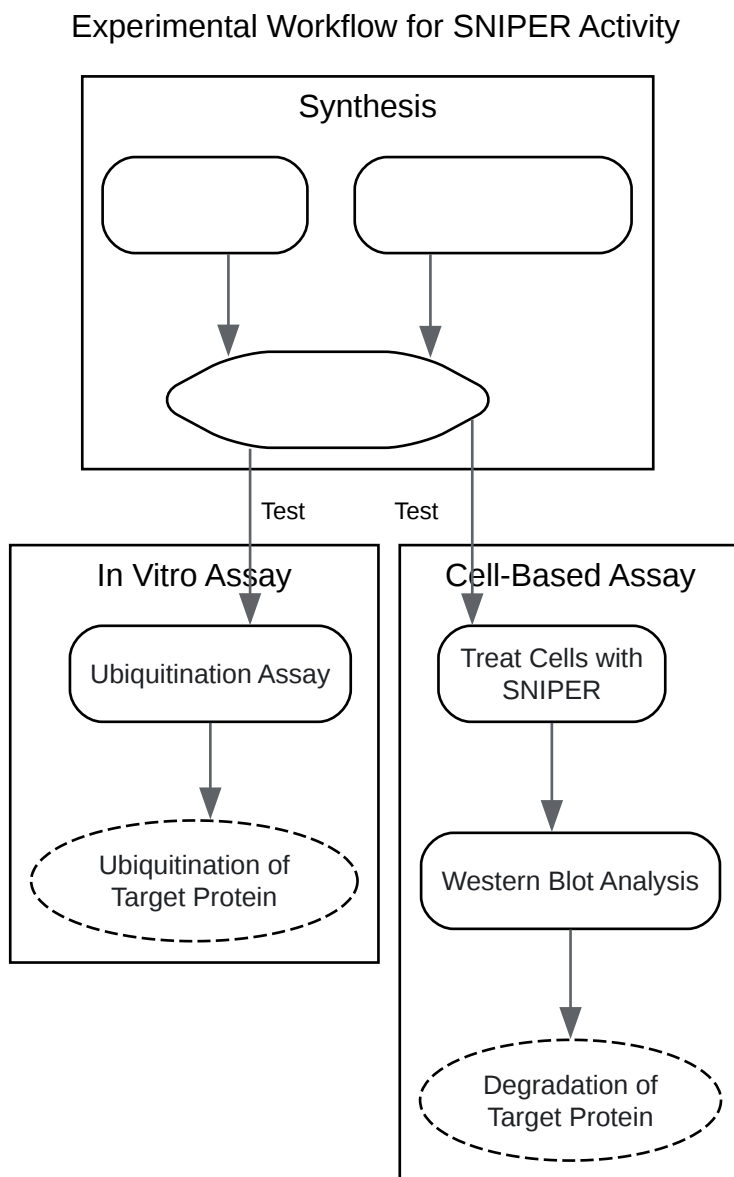 Experimental Workflow for SNIPER Activity
Synthesis
Test
Test
In Vitro Assay
Ubiquitination Assay
Ubiquitination of
Target Protein
Cell-Based Assay
Treat Cells with
SNIPER
Western Blot Analysis
Degradation of
Target Protein